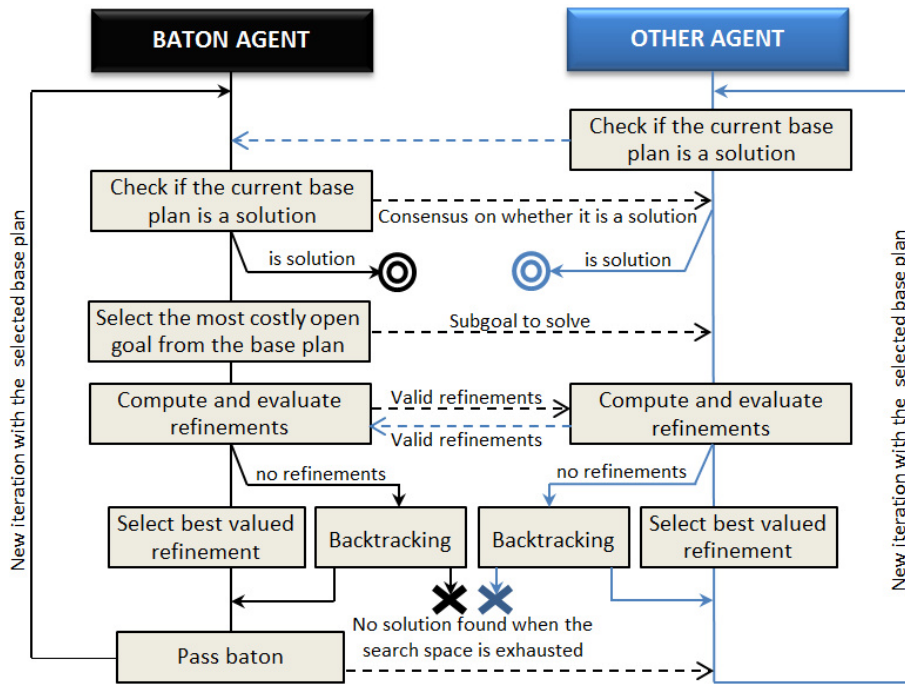 BATON AGENT
OTHER AGENT
Check if the current base
plan is a solution
Check if the current base
plan is a solution
Consensus on whether it is a solution
is solution
is solution
Select the most costly open
goal from the base plan
Subgoal to solve
Compute and evaluate
refinements
Valid refinements
Valid refinements
Compute and evaluate
refinements
no refinements
no refinements
Select best valued
refinement
Backtracking
Backtracking
Select best valued
refinement
No solution found when the
search space is exhausted
Pass baton
New iteration with the selected base plan
New iteration with the selected base plan